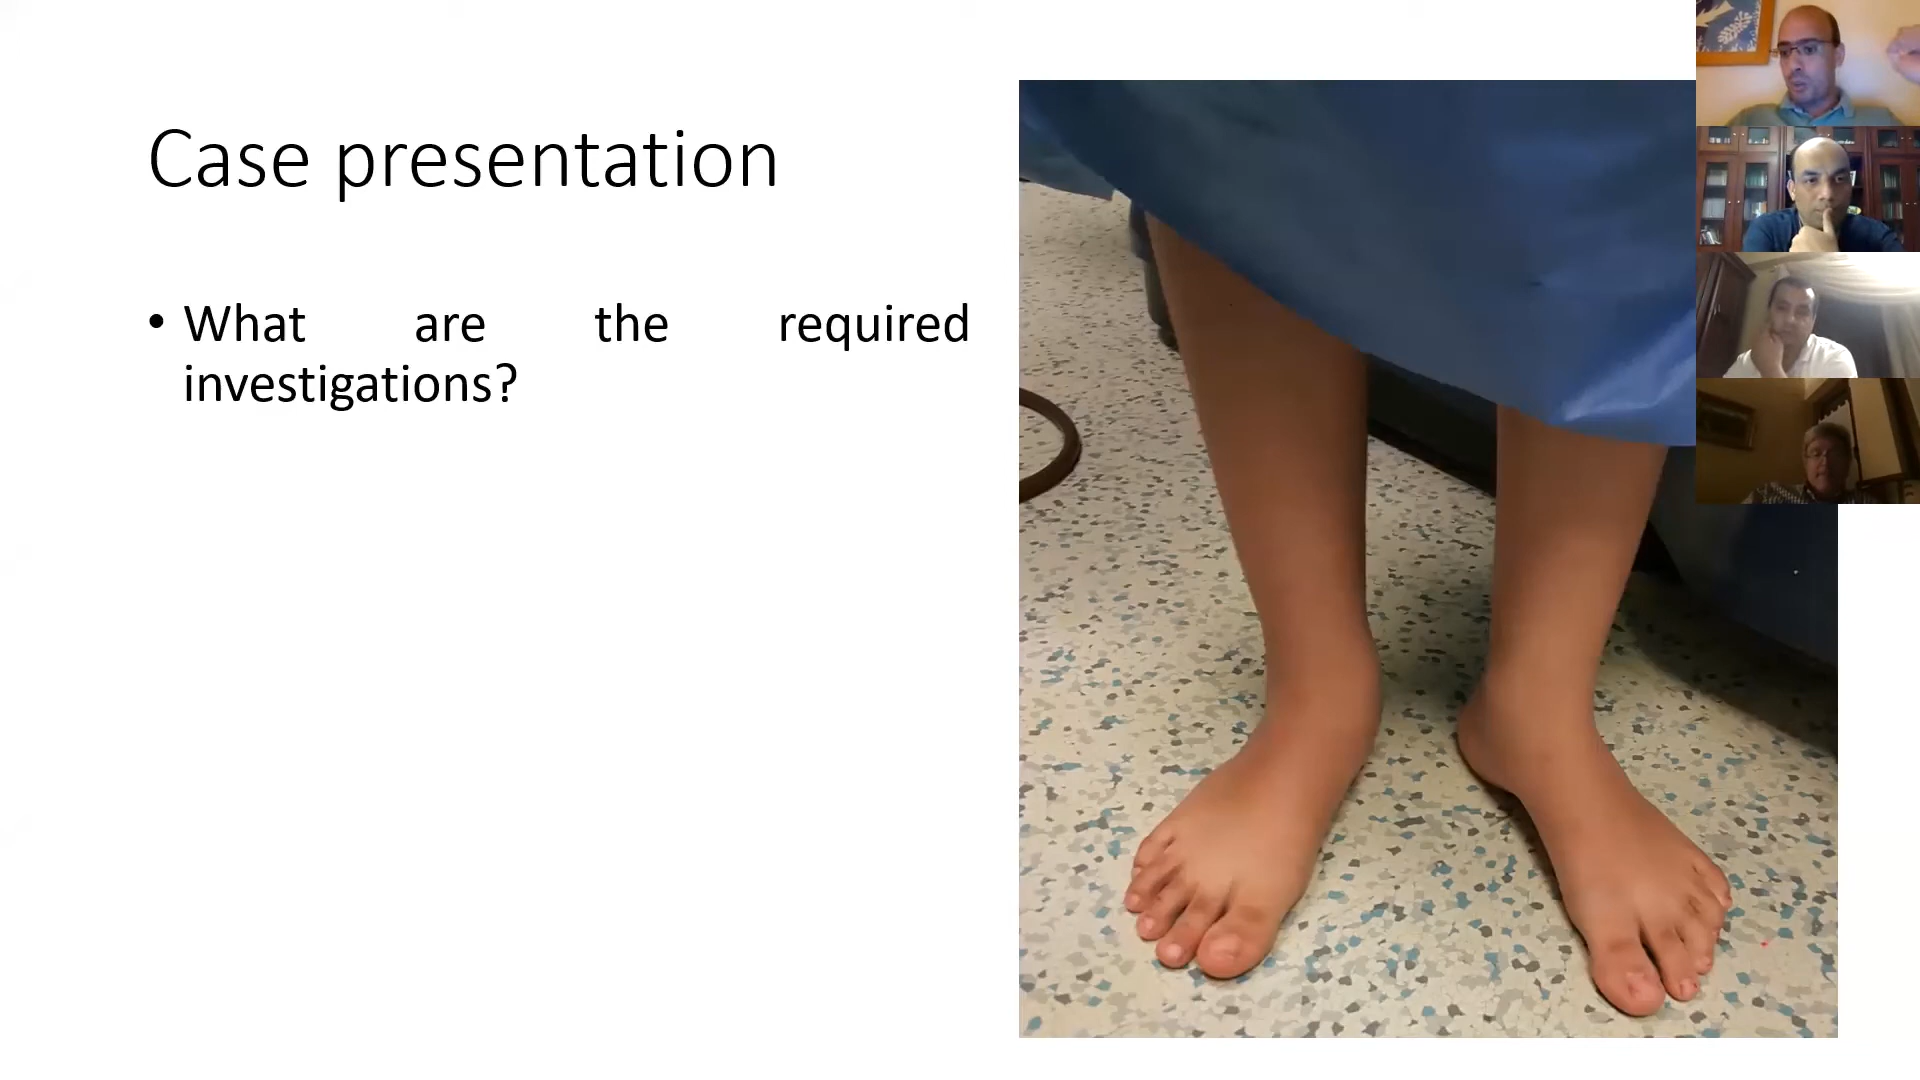 Case presentation
• What are the required
investigations?